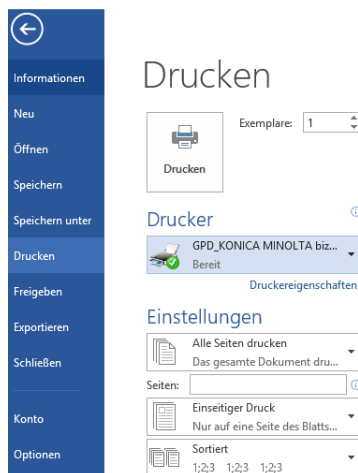 Informationen
Neu
Öffnen
Speichern
Speichern unter
Drucken
Freigeben
Exportieren
Schließen
Konto
Optionen
Drucken
Exemplare: 1
Drucken
Drucker
GPD_KONICA MINOLTA biz...
Bereit
Druckereigenschaften
Einstellungen
Alle Seiten drucken
Das gesamte Dokument dru...
Seiten:
Einseitiger Druck
Nur auf eine Seite des Blatts...
Sortiert
1;2;3 1;2;3 1;2;3